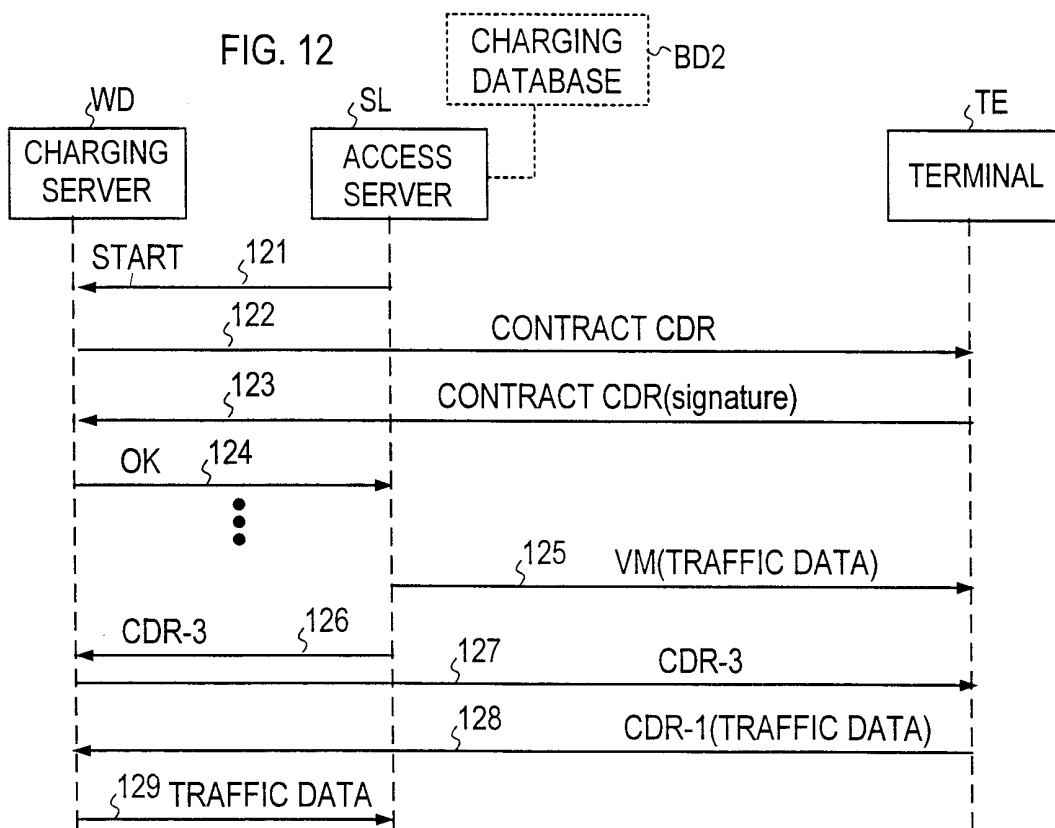 FIG. 12
CHARGING
DATABASE
BD2
WD
SL
TE
CHARGING
SERVER
ACCESS
SERVER
TERMINAL
START
121
122
CONTRACT CDR
123
CONTRACT CDR(signature)
OK
124
125
VM(TRAFFIC DATA)
CDR-3
126
127
CDR-3
128
CDR-1(TRAFFIC DATA)
129 TRAFFIC DATA